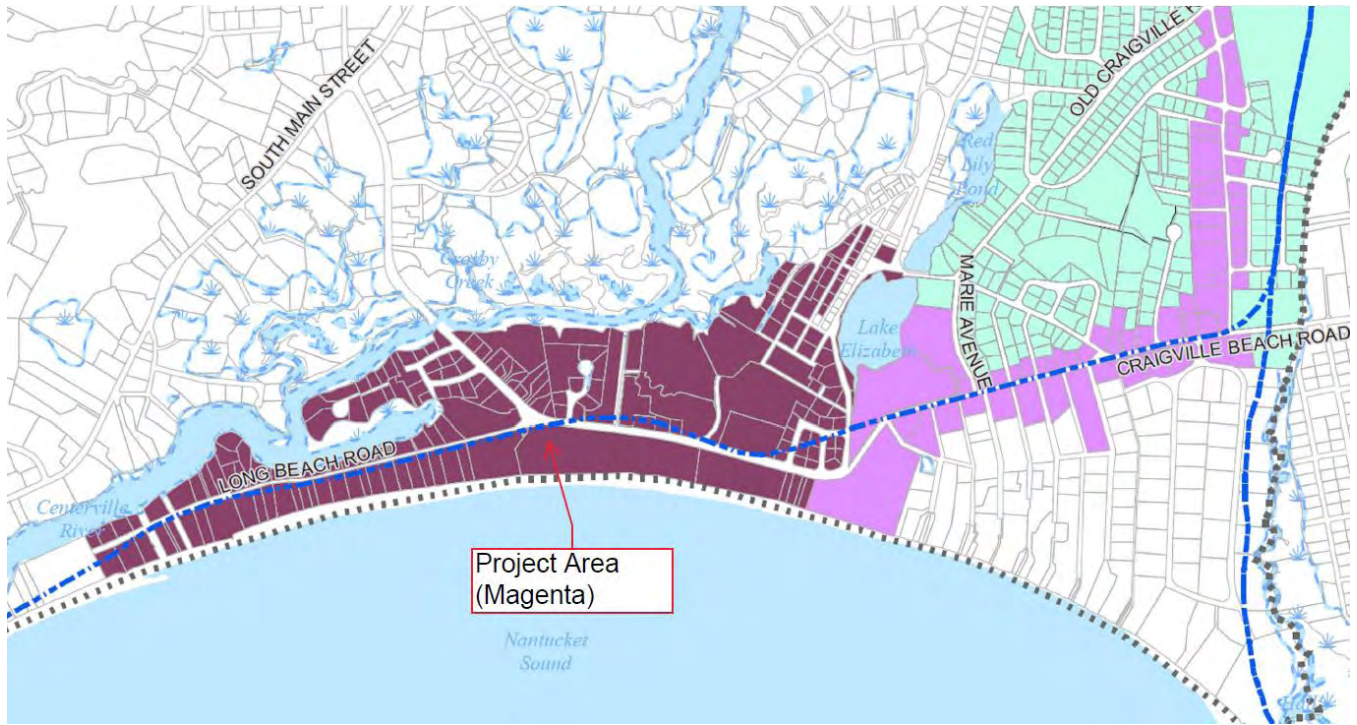 SOUTH MAIN STREET
OLD CRAIGVILLE R
Red
Lily
Pond
Crosby
Creek
MARIE AVENUE
Lake
Elizabeth
CRAIGVILLE BEACH ROAD
LONG BEACH ROAD
Centerville
River
Project Area
(Magenta)
Nantucket
Sound